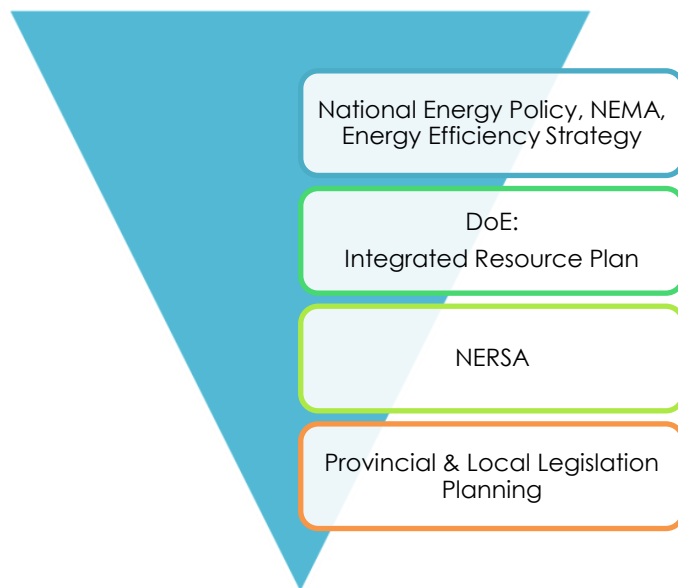 National Energy Policy, NEMA,
Energy Efficiency Strategy
DoE:
Integrated Resource Plan
NERSA
Provincial & Local Legislation
Planning